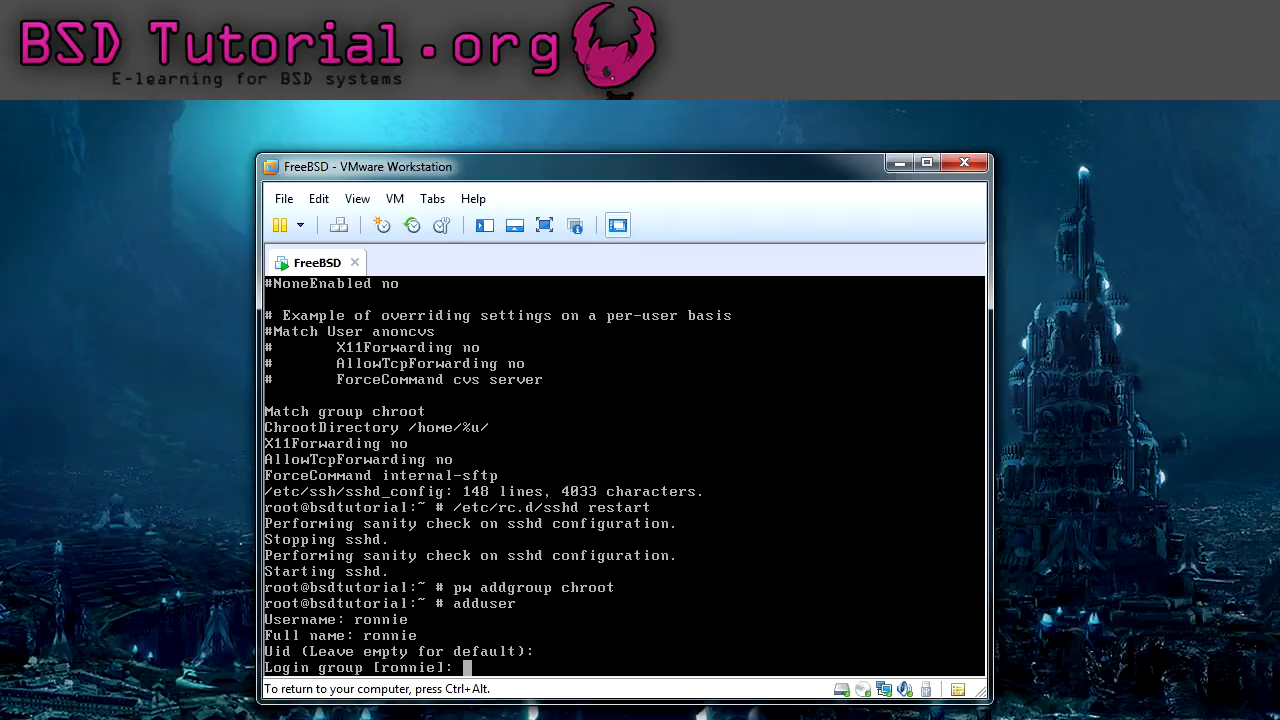 BSD Tutorial.org
E-learning for BSD systems
FreeBSD - VMware Workstation
File Edit View VM Tabs Help
FreeBSD
#NoneEnabled no
# Example of overriding settings on a per-user basis
#Match User anoncvs
# X11Forwarding no
# AllowTcpForwarding no
# ForceCommand cvs server
Match group chroot
ChrootDirectory /home/%u/
X11Forwarding no
AllowTcpForwarding no
ForceCommand internal-sftp
/etc/ssh/sshd_config: 148 lines, 4033 characters.
root@bsdtutorial:~ # /etc/rc.d/sshd restart
Performing sanity check on sshd configuration.
Stopping sshd.
Performing sanity check on sshd configuration.
Starting sshd.
root@bsdtutorial:~ # pw addgroup chroot
root@bsdtutorial:~ # adduser
Username: ronnie
Full name: ronnie
Uid (Leave empty for default):
Login group [ronnie]:
To return to your computer, press Ctrl+Alt.